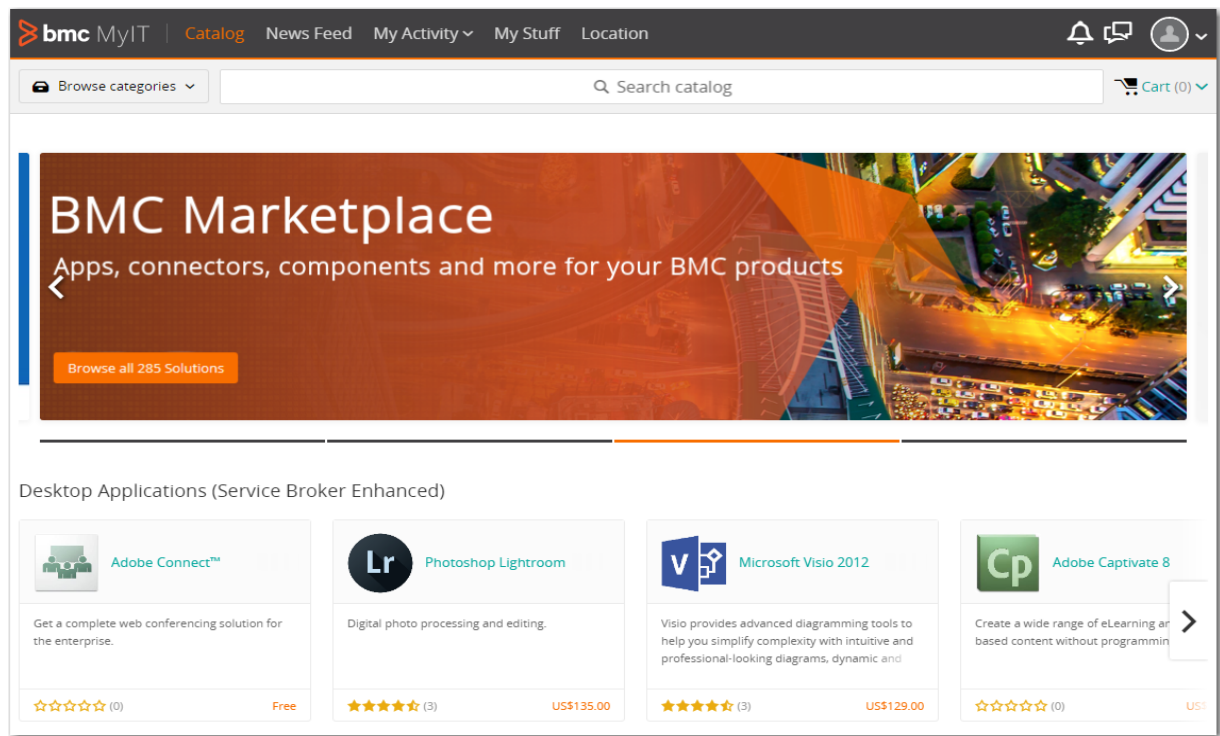 bmc MyIT Catalog News Feed My Activity My Stuff Location
Browse categories Search catalog Cart (0)
BMC Marketplace
Apps, connectors, components and more for your BMC products
Browse all 285 Solutions
Desktop Applications (Service Broker Enhanced)
Adobe Connect™
Get a complete web conferencing solution for
the enterprise.
(0) Free
Lr Photoshop Lightroom
Digital photo processing and editing.
(3) US$135.00
V Microsoft Visio 2012
Visio provides advanced diagramming tools to
help you simplify complexity with intuitive and
professional-looking diagrams, dynamic and
(3) US$129.00
Cp Adobe Captivate 8
Create a wide range of eLearning
based content without
(0)